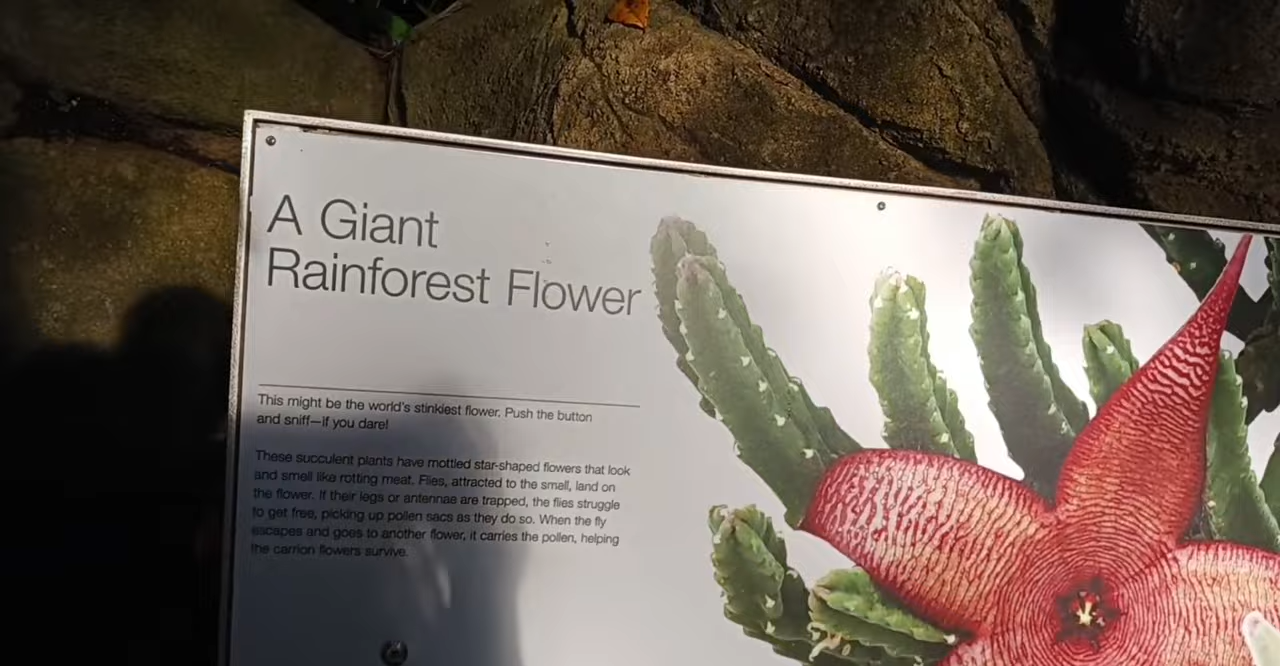 A Giant
Rainforest Flower
This might be the world's stinkiest flower. Push the button
and sniff—if you dare!
These succulent plants have mottled star-shaped flowers that look
and smell like rotting meat. Flies, attracted to the smell, land on
the flower. If their legs or antennae are trapped, the flies struggle
to get free, picking up pollen sacs as they do so. When the fly
escapes and goes to another flower, it carries the pollen, helping
the carrion flowers survive.